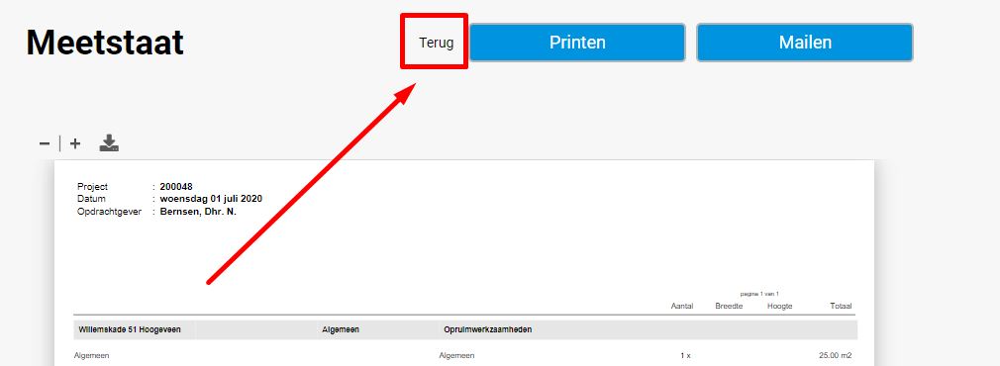 Meetstaat Terug Printen Mailen
Project : 200048
Datum : woensdag 01 juli 2020
Opdrachtgever : Bernsen, Dhr. N.
pagina 1 van 1
Aantal Breedte Hoogte Totaal
Willemskade 51 Hoogeveen Algemeen Opruimwerkzaamheden
Algemeen Algemeen 1 x 25.00 m2